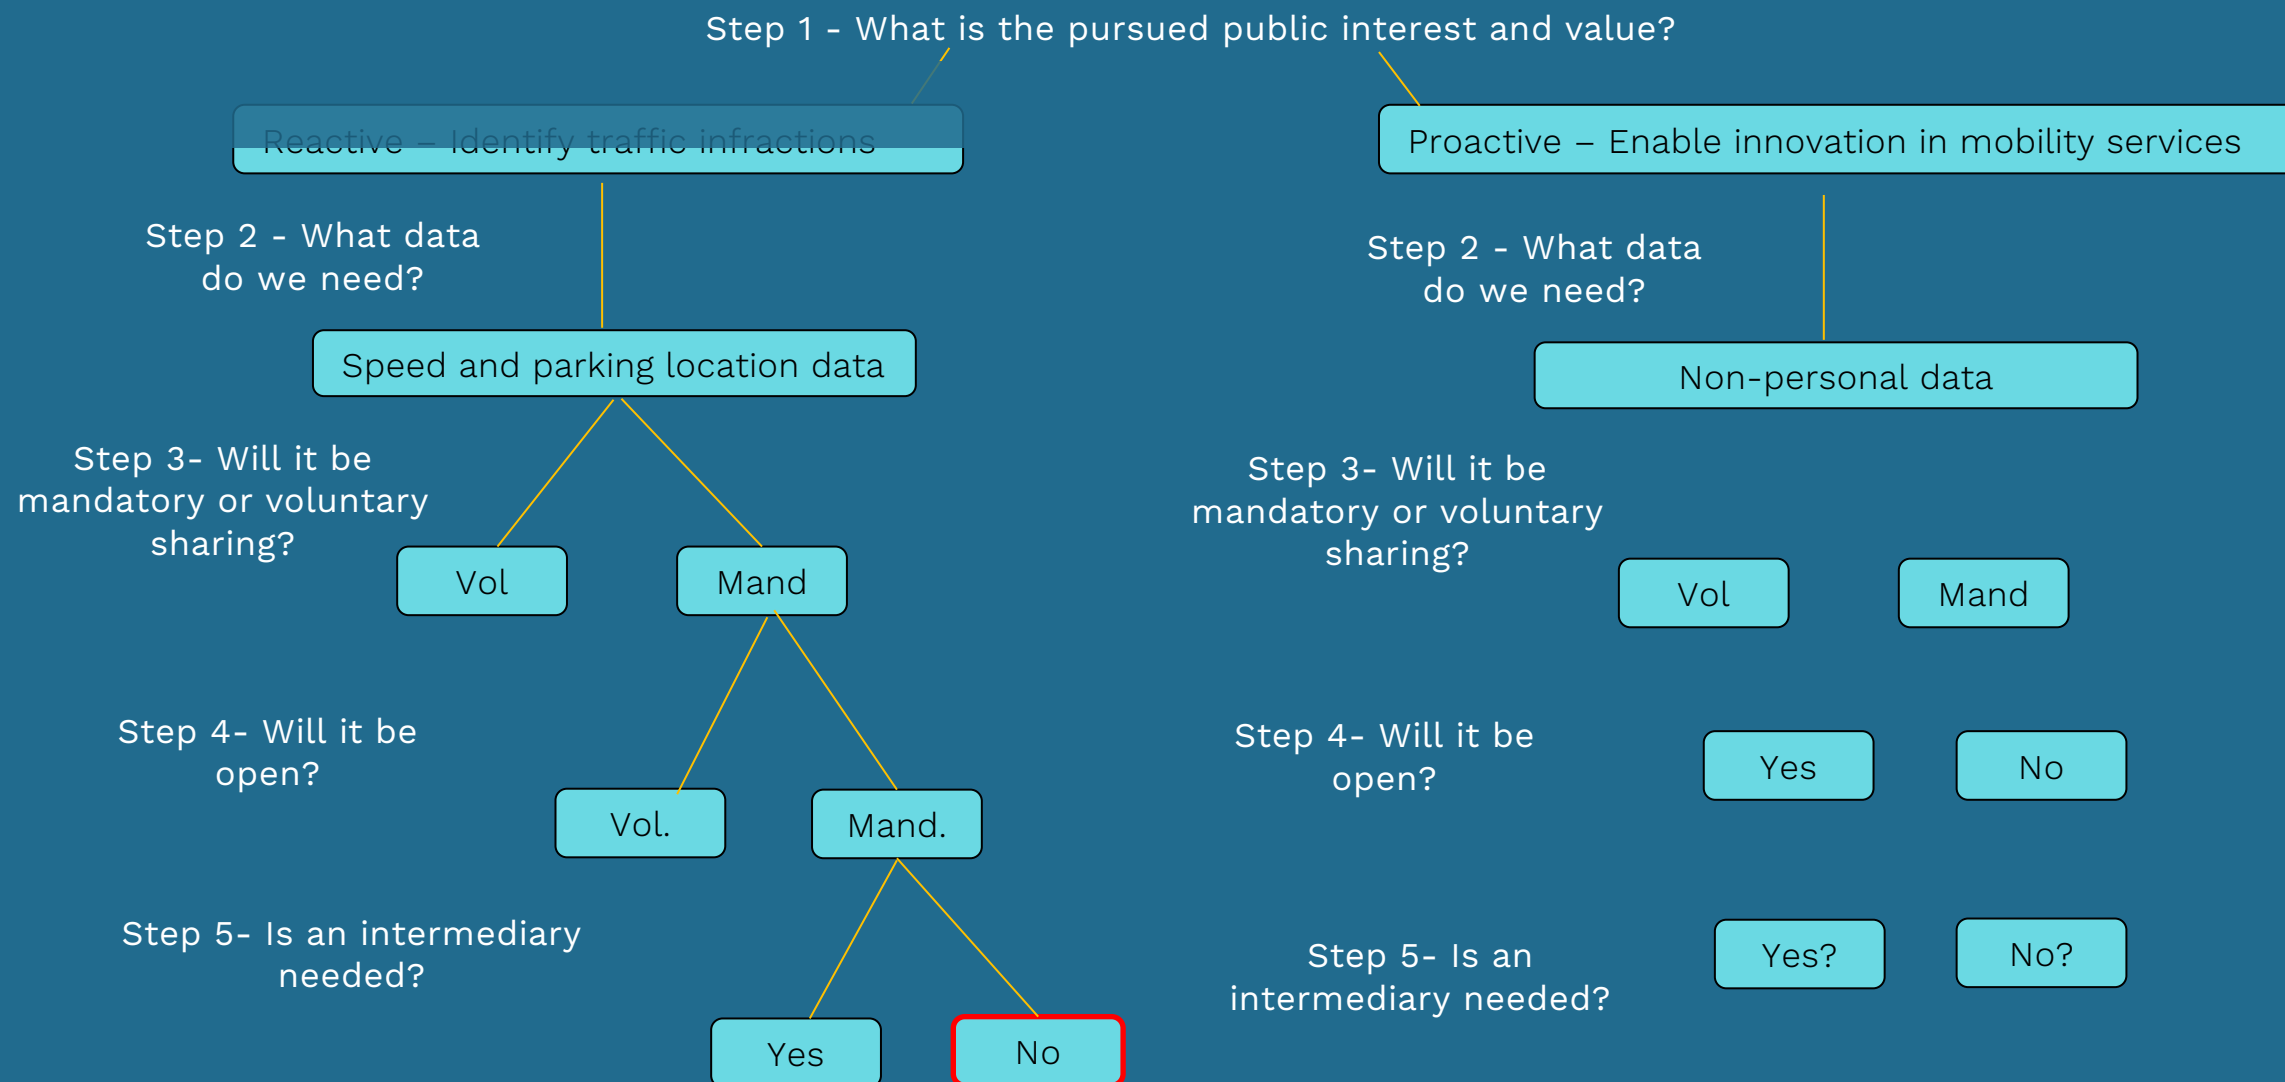 Step 1 - What is the pursued public interest and value?
Reactive – Identify traffic infractions
Proactive – Enable innovation in mobility services
Step 2 - What data
do we need?
Step 2 - What data
do we need?
Speed and parking location data
Non-personal data
Step 3- Will it be
mandatory or voluntary
sharing?
Step 3- Will it be
mandatory or voluntary
sharing?
Vol
Mand
Vol
Mand
Step 4- Will it be
open?
Step 4- Will it be
open?
Yes
No
Vol.
Mand.
Step 5- Is an intermediary
needed?
Step 5- Is an
intermediary needed?
Yes?
No?
Yes
No